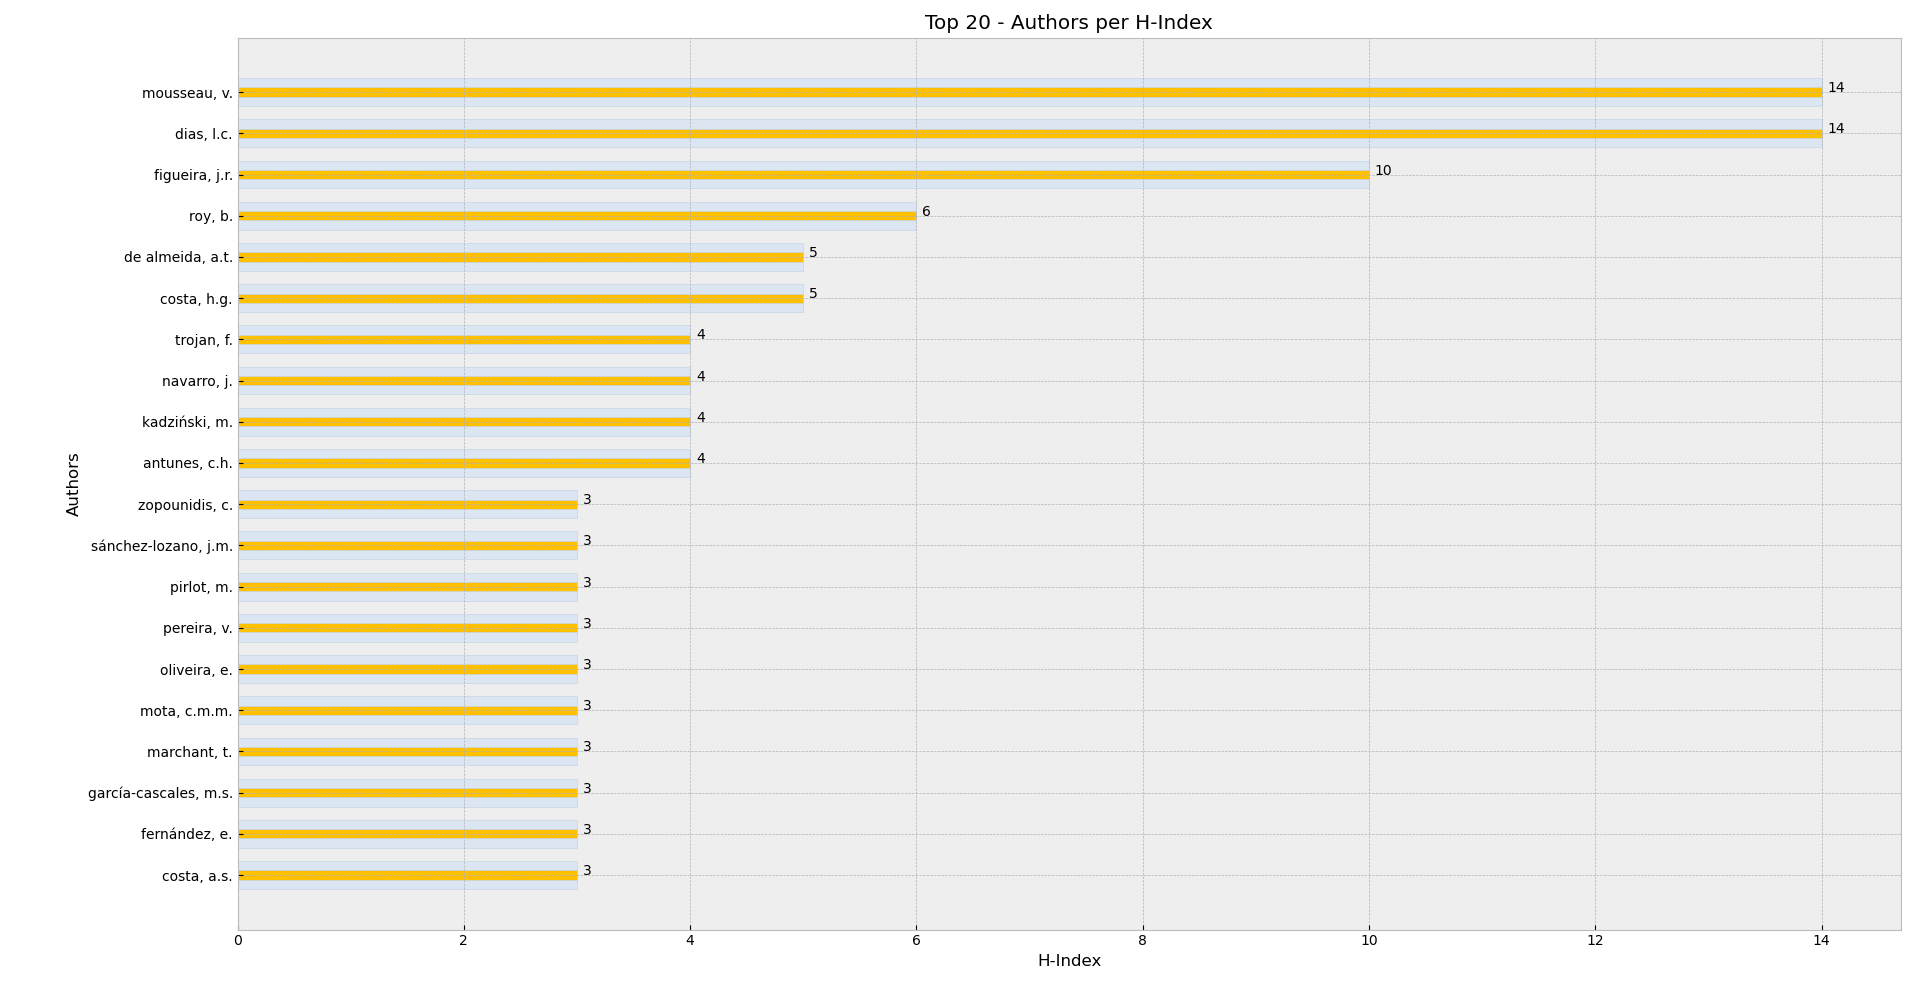 Top 20 - Authors per H-Index
mousseau, v. 14
dias, l.c. 14
figueira, j.r. 10
roy, b. 6
de almeida, a.t. 5
costa, h.g. 5
trojan, f. 4
navarro, j. 4
kadziński, m. 4
antunes, c.h. 4
zopounidis, c. 3
sánchez-lozano, j.m. 3
pirlot, m. 3
pereira, v. 3
oliveira, e. 3
mota, c.m.m. 3
marchant, t. 3
garcía-cascales, m.s. 3
fernández, e. 3
costa, a.s. 3
Authors
0 2 4 6 8 10 12 14
H-Index